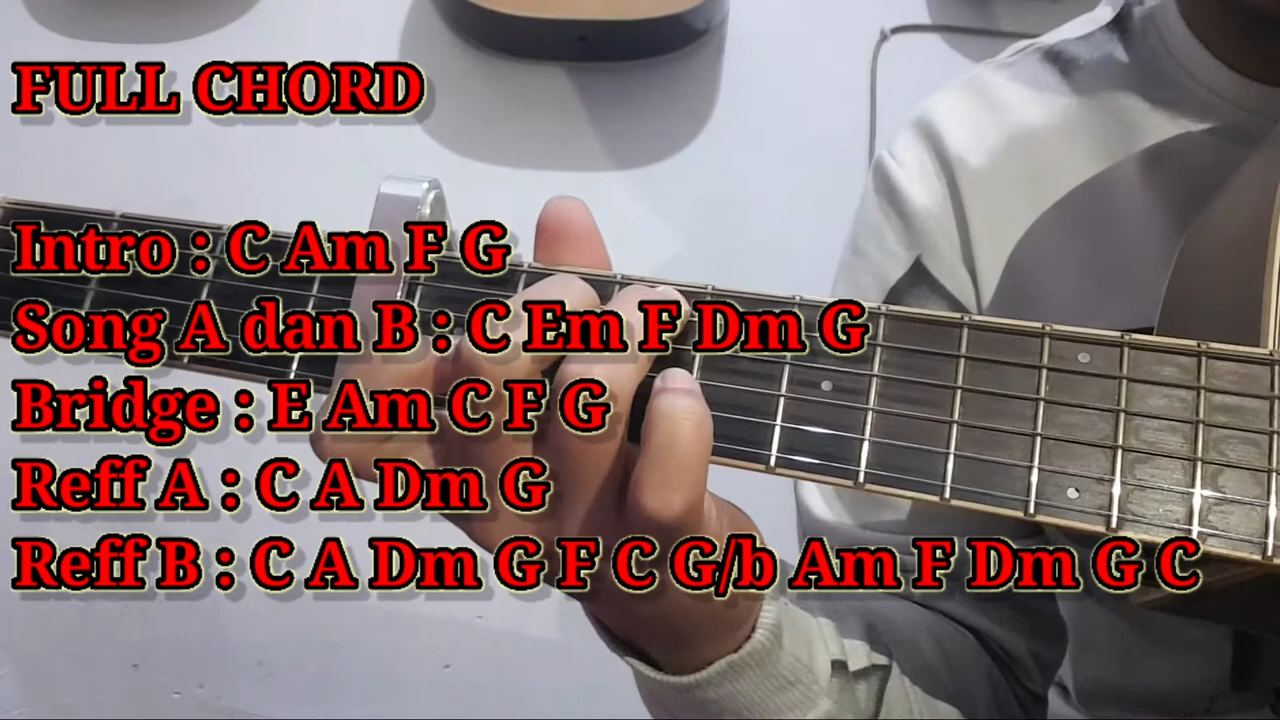 FULL CHORD
Intro : C Am F G
Song A dan B : C Em F Dm G
Bridge : E Am C F G
Reff A : C A Dm G
Reff B : C A Dm G F C G/b Am F Dm G C